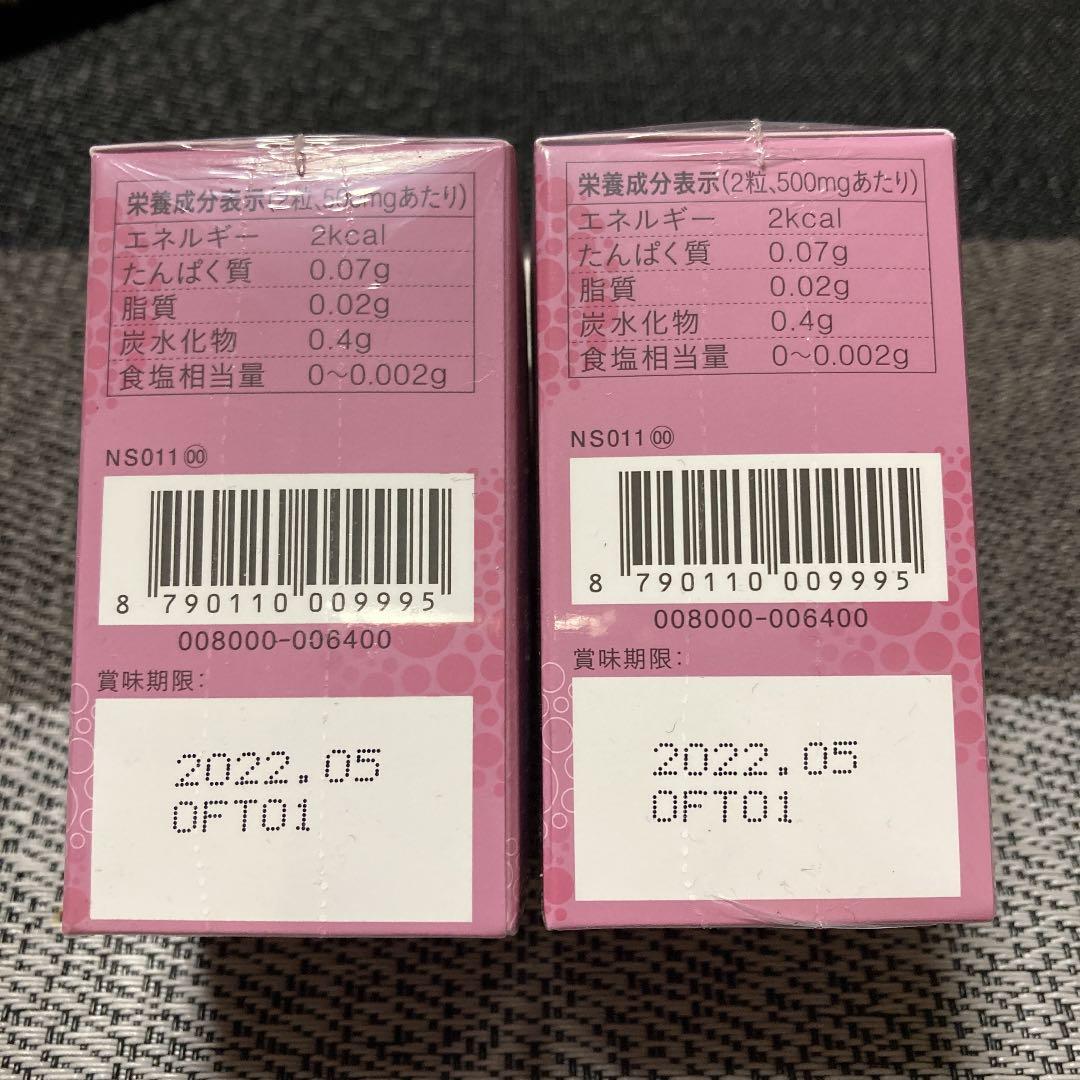 栄養成分表示(2粒、500mgあたり)
エネルギー 2kcal
たんぱく質 0.07g
脂質 0.02g
炭水化物 0.4g
食塩相当量 0〜0.002g
NS011 00
8 790110 009995
008000-006400
賞味期限:
2022.05
0FT01
栄養成分表示(2粒、500mgあたり)
エネルギー 2kcal
たんぱく質 0.07g
脂質 0.02g
炭水化物 0.4g
食塩相当量 0〜0.002g
NS011 00
8 790110 009995
008000-006400
賞味期限:
2022.05
0FT01